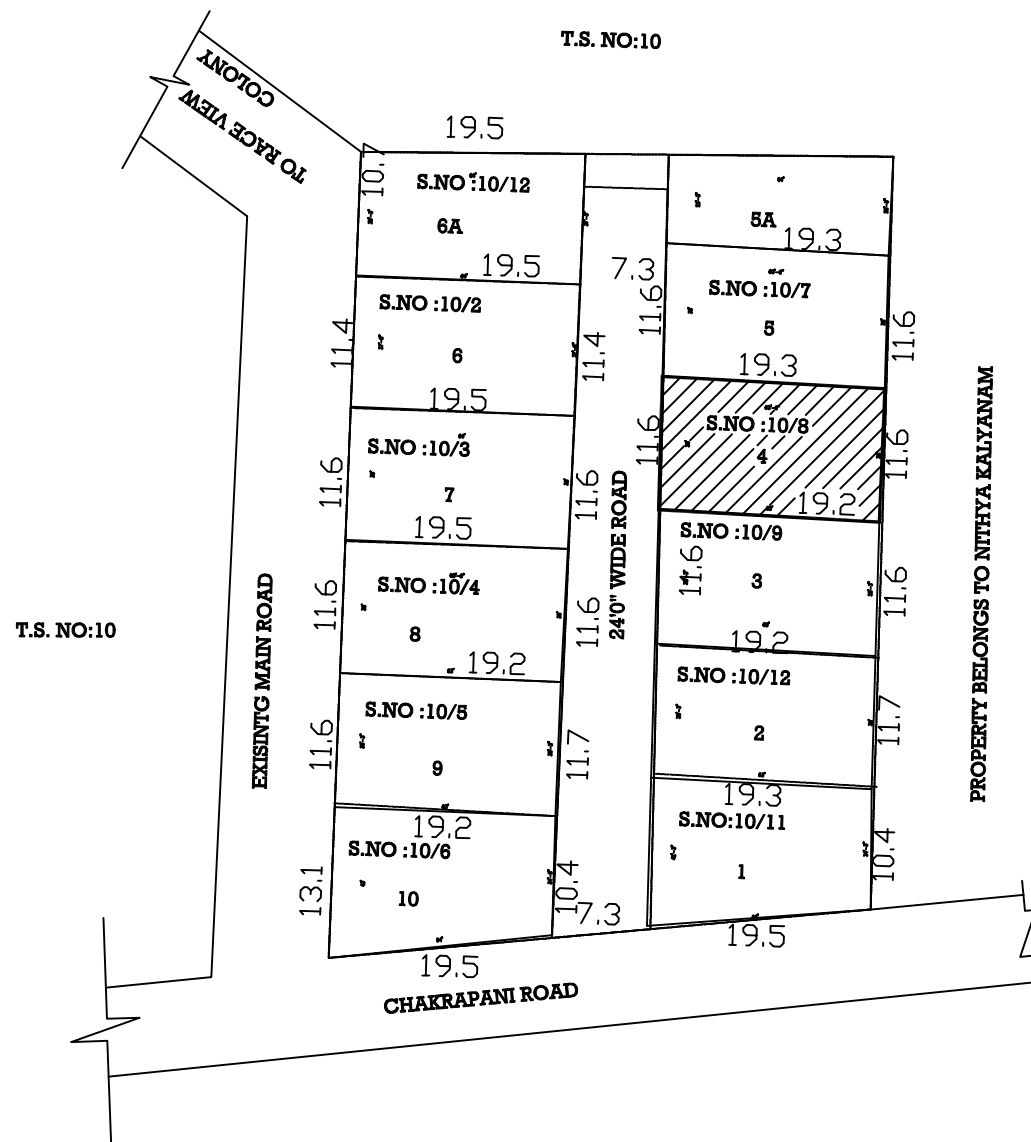 T.S. NO:10
COLONY
TO RACE VIEW
19.5
10.7
S.NO :10/12
6A
19.5
5A
19.3
7.3
S.NO :10/2
6
11.4
11.4
19.5
11.6
S.NO :10/7
5
11.6
19.3
S.NO :10/3
7
11.6
11.6
19.5
11.6
S.NO :10/8
4
11.6
19.2
24'0" WIDE ROAD
PROPERTY BELONGS TO NITHYA KALYANAM
S.NO :10/4
8
11.6
11.6
19.2
S.NO :10/9
11.6
3
11.6
19.2
T.S. NO:10
EXISINTG MAIN ROAD
S.NO :10/5
9
11.6
11.7
19.2
S.NO :10/12
2
11.7
19.3
S.NO :10/6
10
13.1
10.4
19.5
7.3
S.NO:10/11
1
10.4
19.5
CHAKRAPANI ROAD